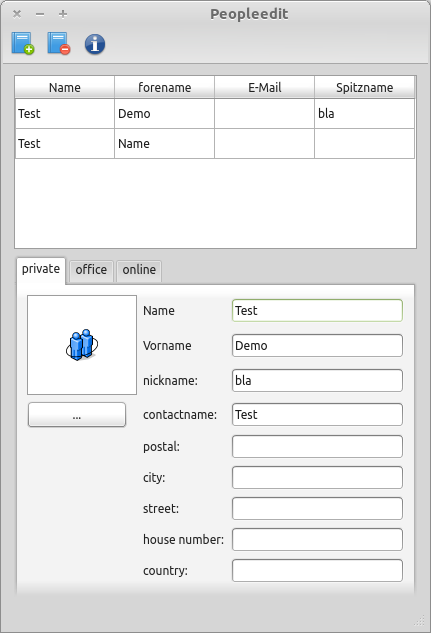 Peopleedit
Name forename E-Mail Spitzname
Test Demo bla
Test Name
private office online
Name Test
Vorname Demo
nickname: bla
... contactname: Test
postal:
city:
street:
house number:
country: